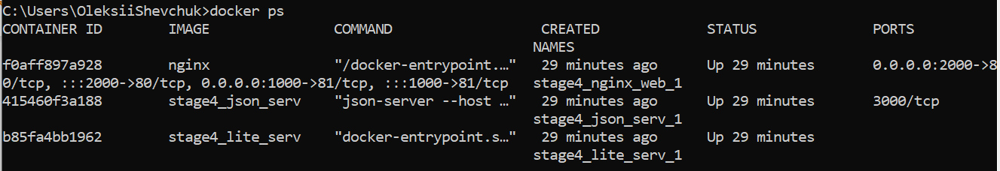 C:\Users\OleksiiShevchuk>docker ps
CONTAINER ID IMAGE COMMAND CREATED STATUS PORTS
NAMES
f0aff897a928 nginx "/docker-entrypoint.…" 29 minutes ago Up 29 minutes 0.0.0.0:2000->8
0/tcp, :::2000->80/tcp, 0.0.0.0:1000->81/tcp, :::1000->81/tcp stage4_nginx_web_1
415460f3a188 stage4_json_serv "json-server --host …" 29 minutes ago Up 29 minutes 3000/tcp
stage4_json_serv_1
b85fa4bb1962 stage4_lite_serv "docker-entrypoint.s…" 29 minutes ago Up 29 minutes
stage4_lite_serv_1